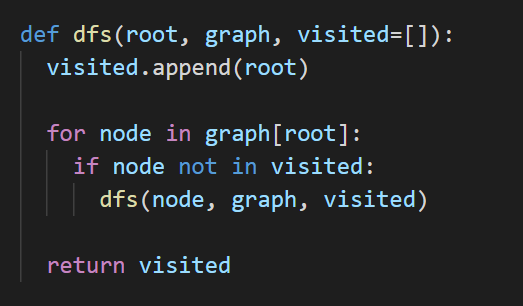 def dfs(root, graph, visited=[]):
  visited.append(root)

  for node in graph[root]:
    if node not in visited:
      dfs(node, graph, visited)

  return visited